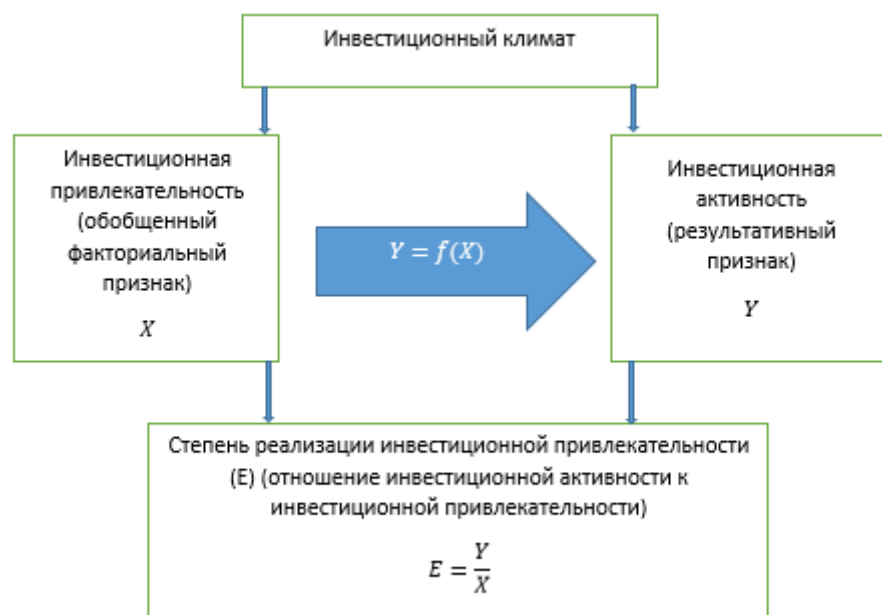 Инвестиционный климат
Инвестиционная
привлекательность
(обобщенный
факториальный
признак)
X
Y = f(X)
Инвестиционная
активность
(результативный
признак)
Y
Степень реализации инвестиционной привлекательности
(Е) (отношение инвестиционной активности к
инвестиционной привлекательности)
E = Y/X